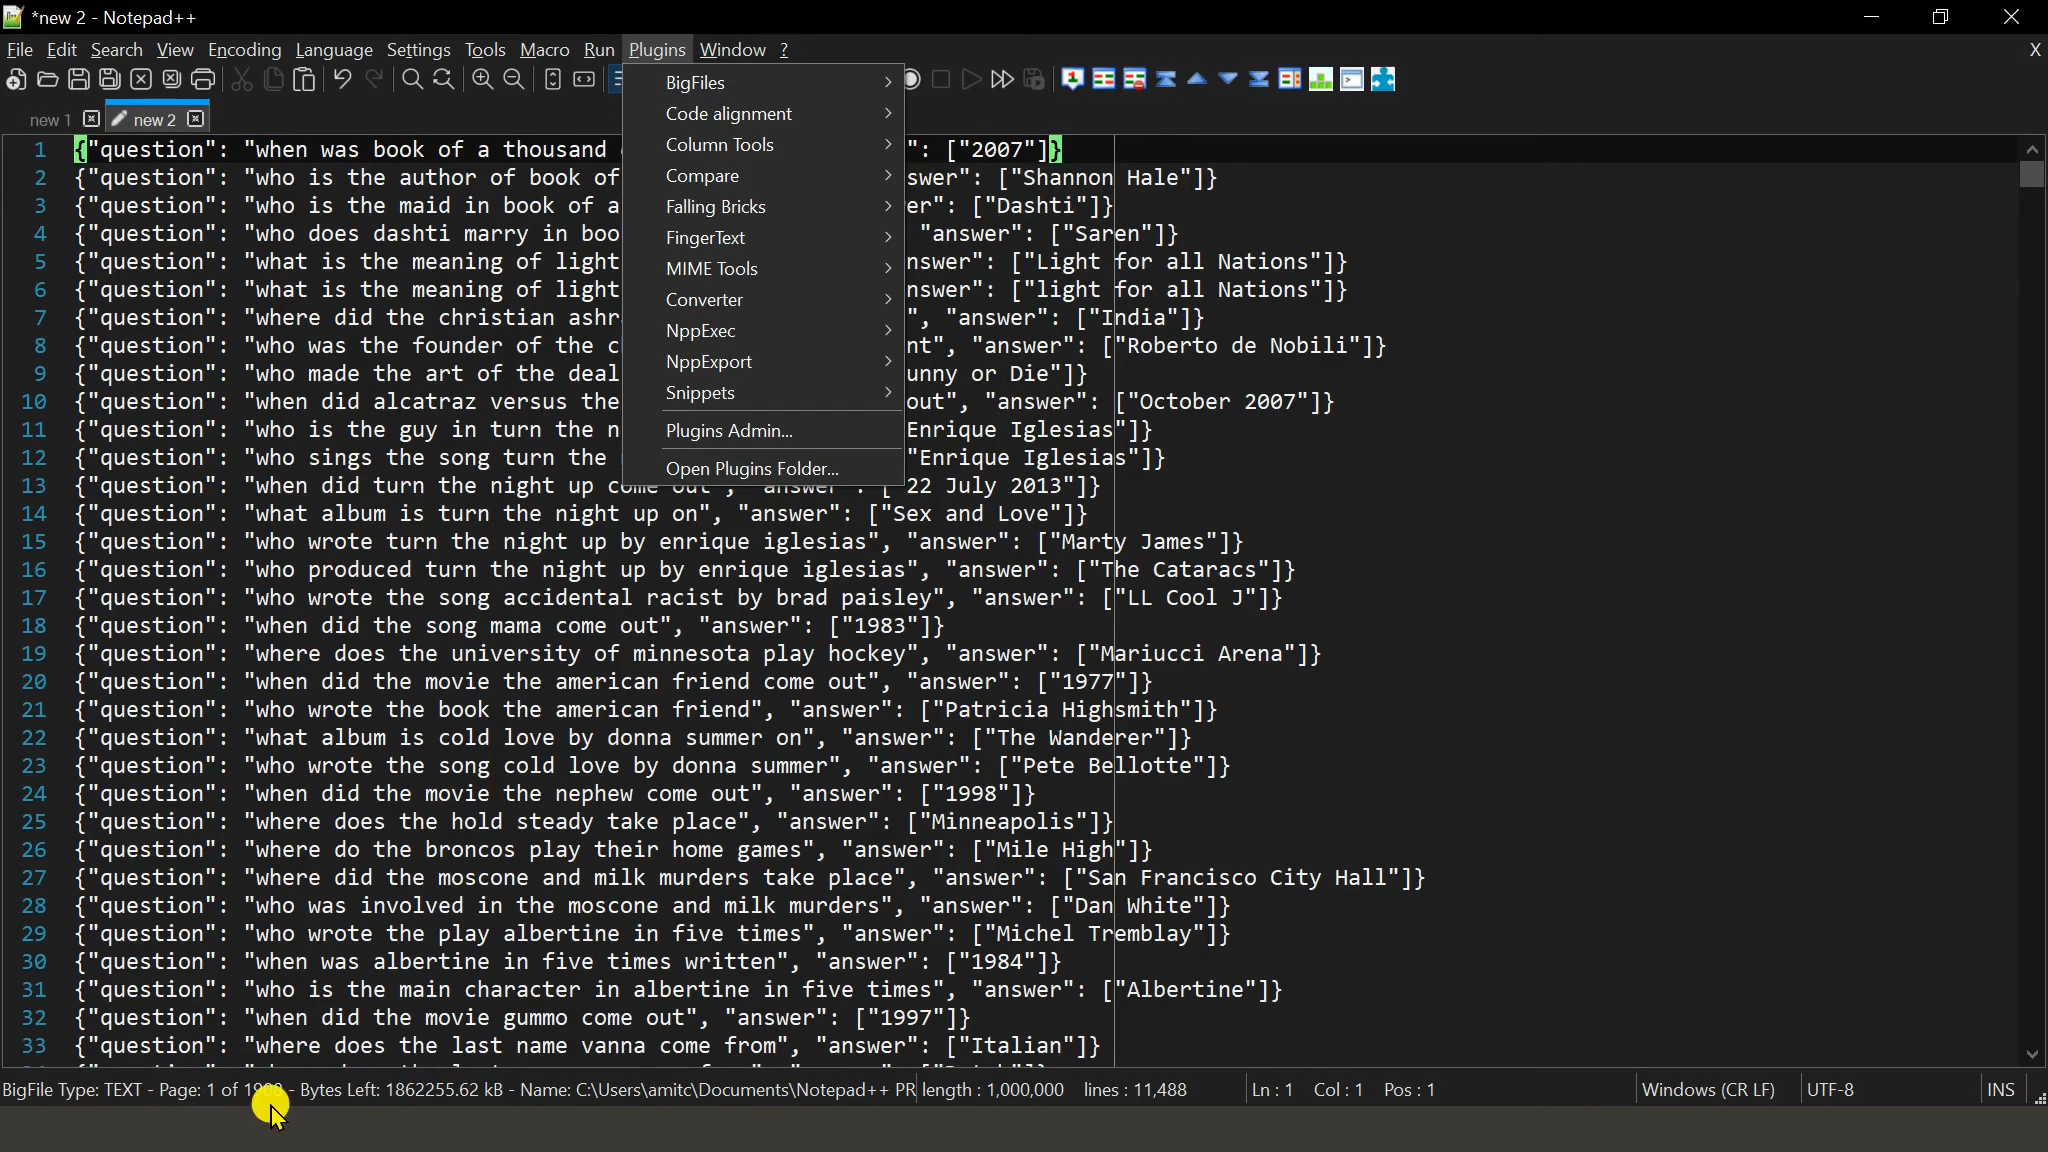 *new 2 - Notepad++
File Edit Search View Encoding Language Settings Tools Macro Run Plugins Window ? X
new 1 new 2
BigFiles
Code alignment
Column Tools
Compare
Falling Bricks
FingerText
MIME Tools
Converter
NppExec
NppExport
Snippets
Plugins Admin...
Open Plugins Folder...
1 {"question": "when was book of a thousand ": ["2007"]}
2 {"question": "who is the author of book of swer": ["Shannon Hale"]}
3 {"question": "who is the maid in book of a er": ["Dashti"]}
4 {"question": "who does dashti marry in boo "answer": ["Saren"]}
5 {"question": "what is the meaning of light nswer": ["Light for all Nations"]}
6 {"question": "what is the meaning of light nswer": ["light for all Nations"]}
7 {"question": "where did the christian ashr ", "answer": ["India"]}
8 {"question": "who was the founder of the c nt", "answer": ["Roberto de Nobili"]}
9 {"question": "who made the art of the deal unny or Die"]}
10 {"question": "when did alcatraz versus the out", "answer": ["October 2007"]}
11 {"question": "who is the guy in turn the n Enrique Iglesias"]}
12 {"question": "who sings the song turn the "Enrique Iglesias"]}
13 {"question": "when did turn the night up come out", "answer": ["22 July 2013"]}
14 {"question": "what album is turn the night up on", "answer": ["Sex and Love"]}
15 {"question": "who wrote turn the night up by enrique iglesias", "answer": ["Marty James"]}
16 {"question": "who produced turn the night up by enrique iglesias", "answer": ["The Cataracs"]}
17 {"question": "who wrote the song accidental racist by brad paisley", "answer": ["LL Cool J"]}
18 {"question": "when did the song mama come out", "answer": ["1983"]}
19 {"question": "where does the university of minnesota play hockey", "answer": ["Mariucci Arena"]}
20 {"question": "when did the movie the american friend come out", "answer": ["1977"]}
21 {"question": "who wrote the book the american friend", "answer": ["Patricia Highsmith"]}
22 {"question": "what album is cold love by donna summer on", "answer": ["The Wanderer"]}
23 {"question": "who wrote the song cold love by donna summer", "answer": ["Pete Bellotte"]}
24 {"question": "when did the movie the nephew come out", "answer": ["1998"]}
25 {"question": "where does the hold steady take place", "answer": ["Minneapolis"]}
26 {"question": "where do the broncos play their home games", "answer": ["Mile High"]}
27 {"question": "where did the moscone and milk murders take place", "answer": ["San Francisco City Hall"]}
28 {"question": "who was involved in the moscone and milk murders", "answer": ["Dan White"]}
29 {"question": "who wrote the play albertine in five times", "answer": ["Michel Tremblay"]}
30 {"question": "when was albertine in five times written", "answer": ["1984"]}
31 {"question": "who is the main character in albertine in five times", "answer": ["Albertine"]}
32 {"question": "when did the movie gummo come out", "answer": ["1997"]}
33 {"question": "where does the last name vanna come from", "answer": ["Italian"]}
BigFile Type: TEXT - Page: 1 of - Bytes Left: 1862255.62 kB - Name: C:\Users\amitc\Documents\Notepad++ PR length : 1,000,000 lines : 11,488 Ln : 1 Col : 1 Pos : 1 Windows (CR LF) UTF-8 INS